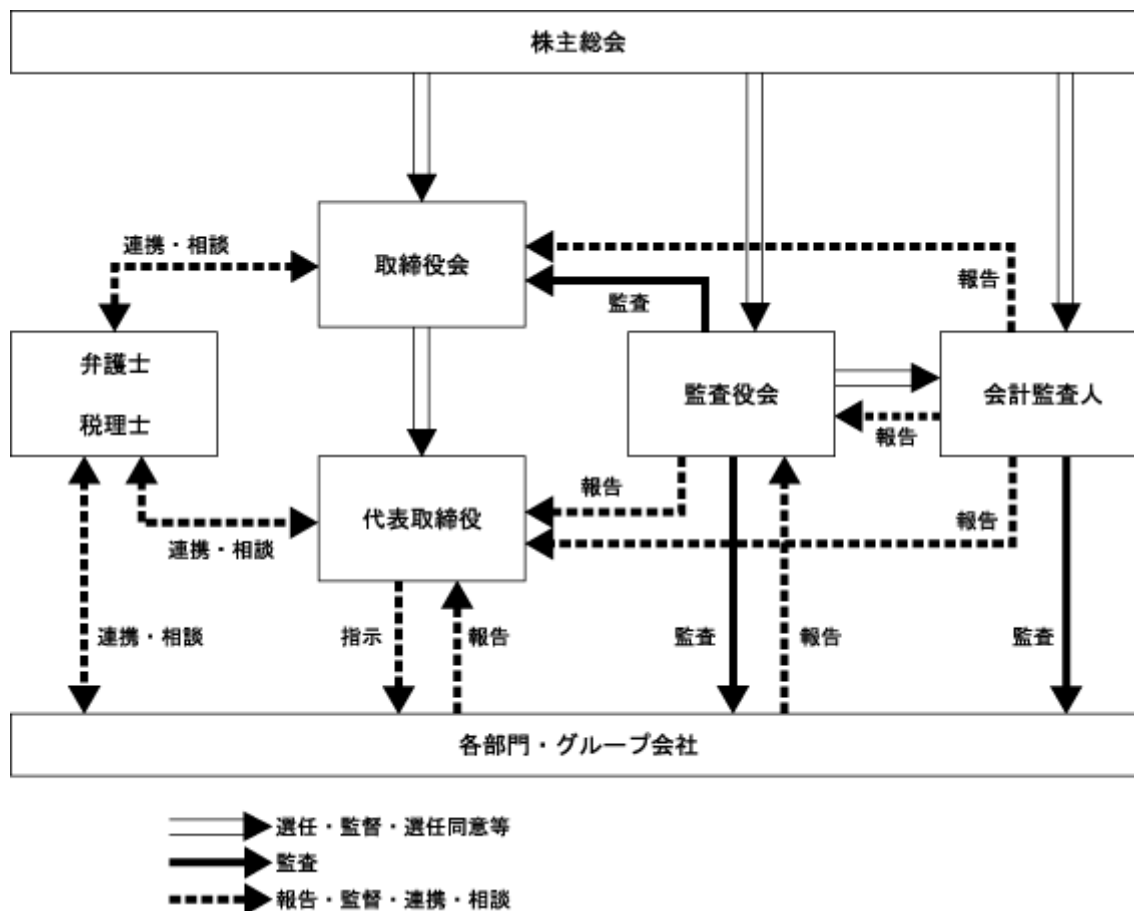 株主総会
連携・相談
取締役会
報告
監査
弁護士
税理士
監査役会
会計監査人
報告
報告
代表取締役
報告
連携・相談
連携・相談
指示
報告
監査
報告
監査
各部門・グループ会社
選任・監督・選任同意等
監査
報告・監督・連携・相談